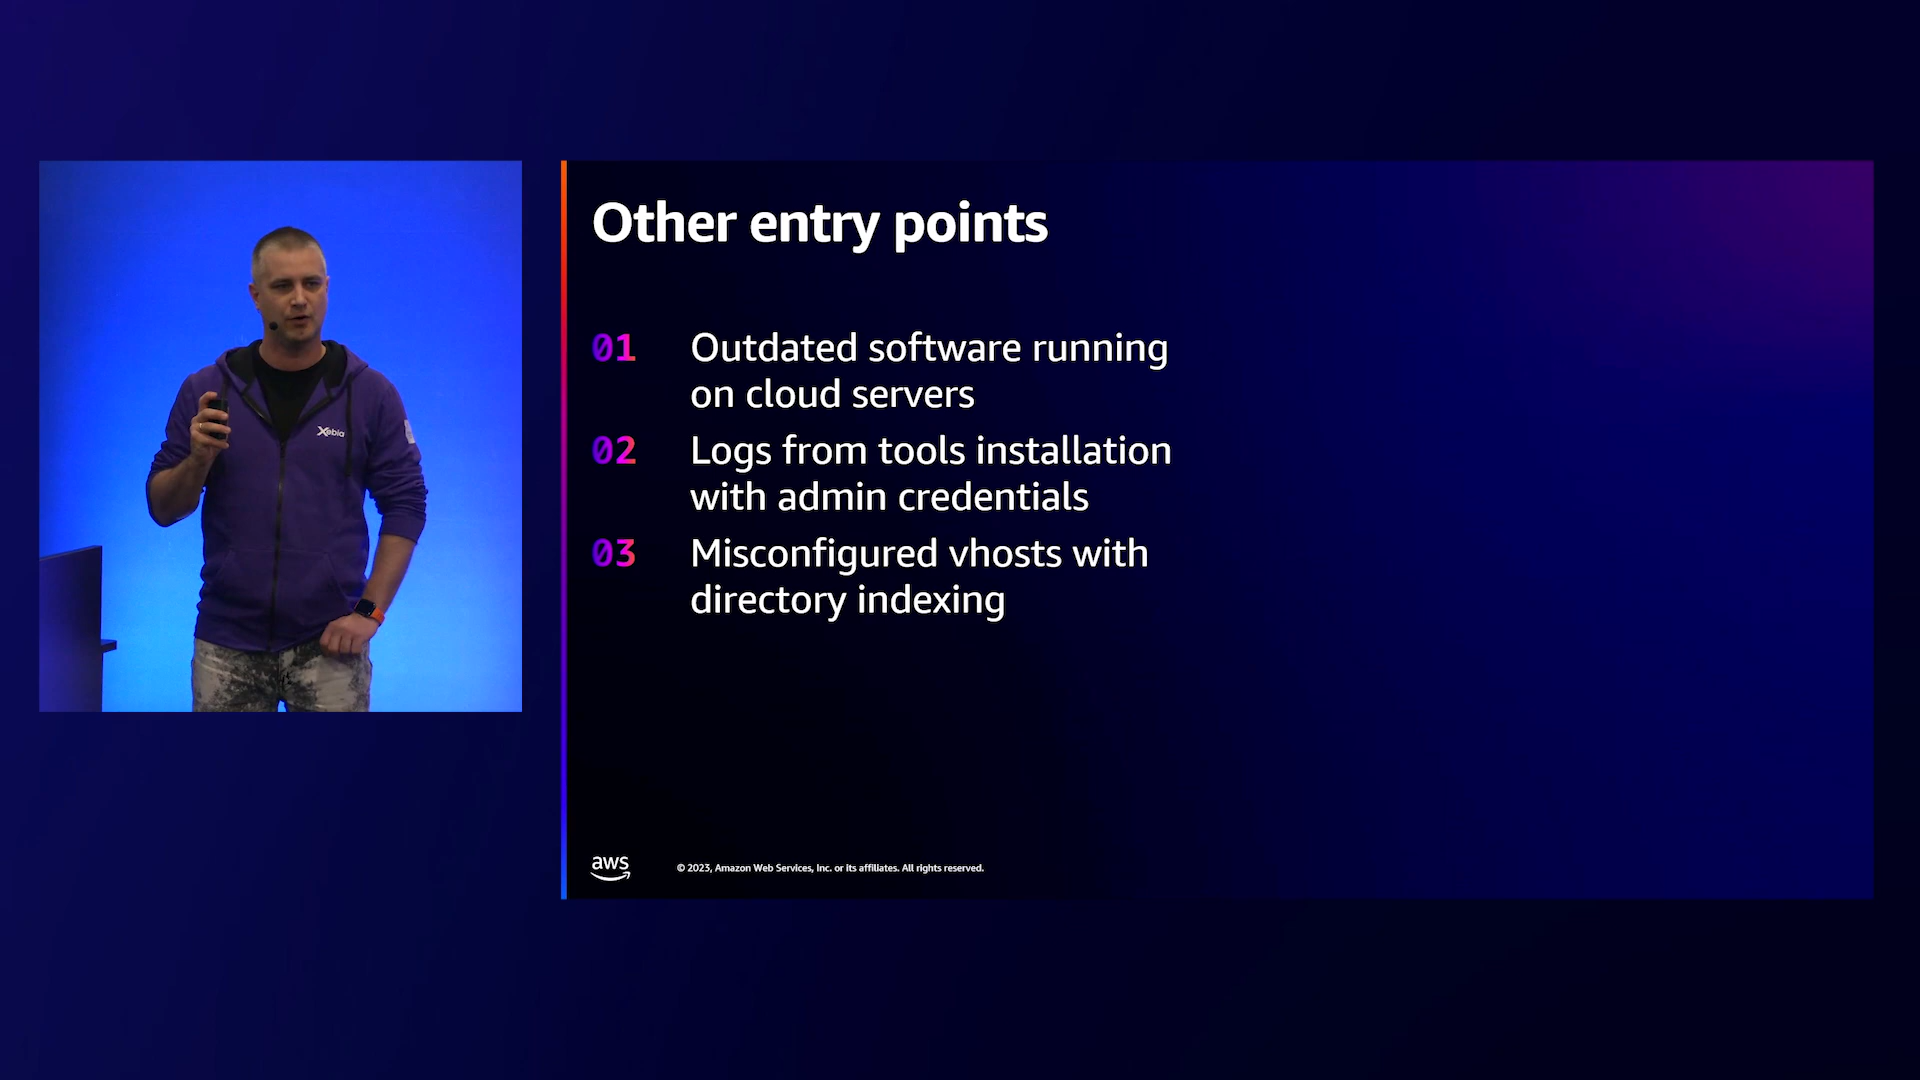 Xebia
Other entry points
01 Outdated software running
on cloud servers
02 Logs from tools installation
with admin credentials
03 Misconfigured vhosts with
directory indexing
aws
© 2023, Amazon Web Services, Inc. or its affiliates. All rights reserved.